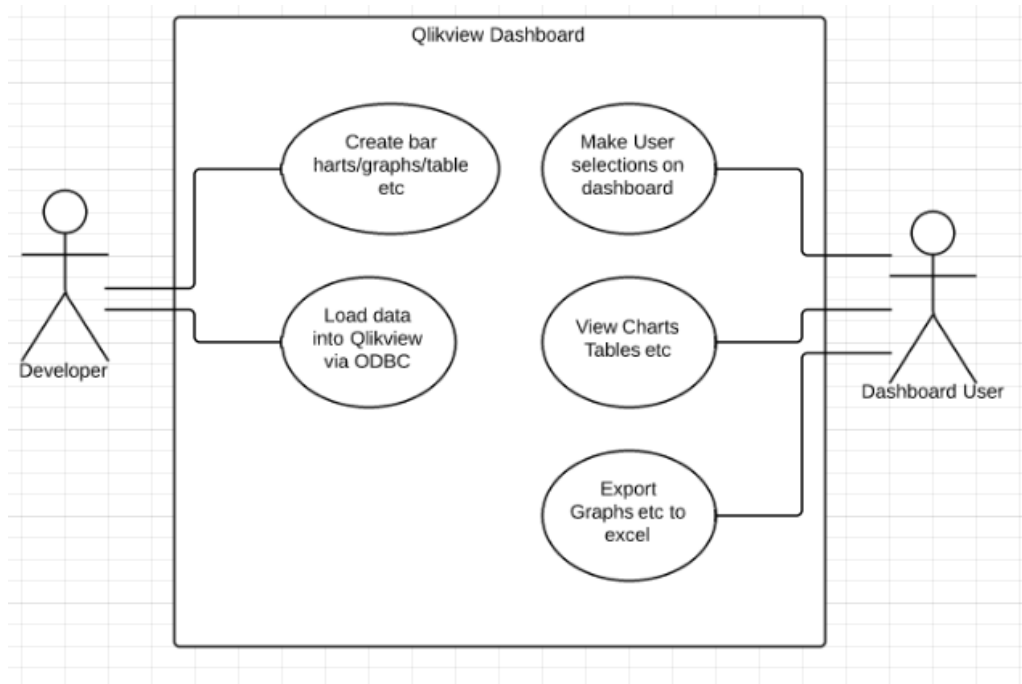 Qlikview Dashboard
Create bar
harts/graphs/table
etc
Make User
selections on
dashboard
Load data
into Qlikview
via ODBC
View Charts
Tables etc
Developer
Dashboard User
Export
Graphs etc to
excel